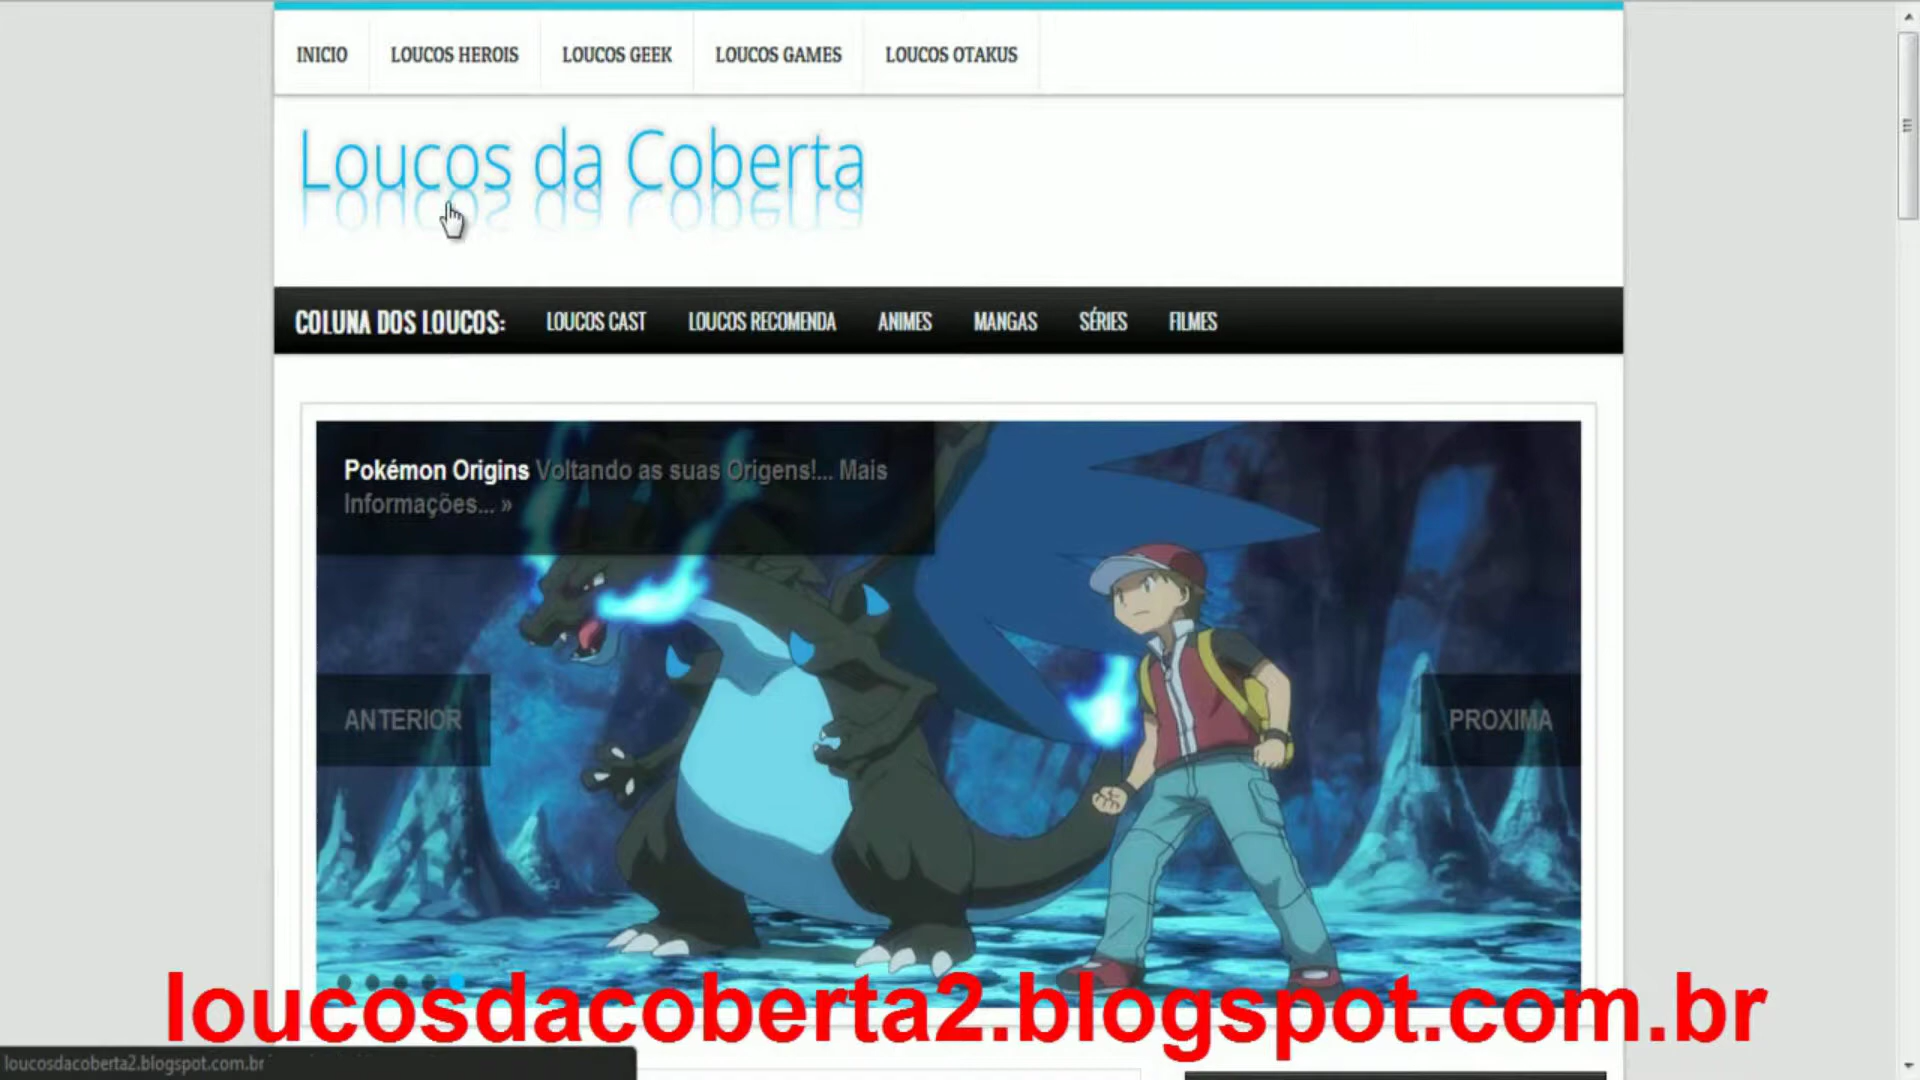 INICIO
LOUCOS HEROIS
LOUCOS GEEK
LOUCOS GAMES
LOUCOS OTAKUS
Loucos da Coberta
COLUNA DOS LOUCOS:
LOUCOS CAST
LOUCOS RECOMENDA
ANIMES
MANGAS
SÉRIES
FILMES
Pokémon Origins Voltando as suas Origens!... Mais
Informações... »
ANTERIOR
PROXIMA
loucosdacoberta2.blogspot.com.br
loucosdacoberta2.blogspot.com.br